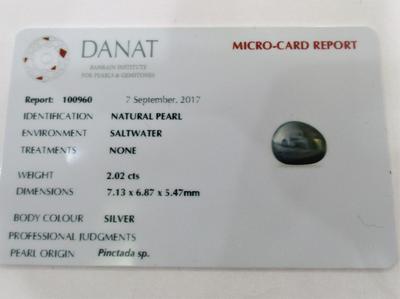 DANAT
BAHRAIN INSTITUTE
FOR PEARLS & GEMSTONES
MICRO-CARD REPORT
Report: 100960 7 September, 2017
IDENTIFICATION NATURAL PEARL
ENVIRONMENT SALTWATER
TREATMENTS NONE
WEIGHT 2.02 cts
DIMENSIONS 7.13 x 6.87 x 5.47mm
BODY COLOUR SILVER
PROFESSIONAL JUDGMENTS
PEARL ORIGIN Pinctada sp.